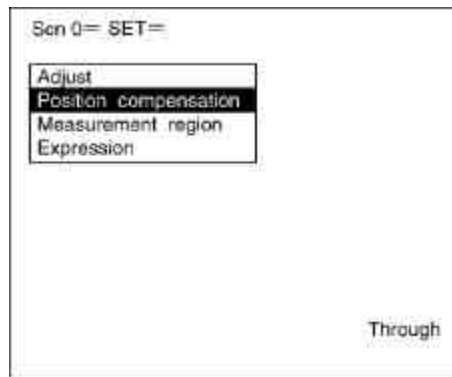 Scn 0= SET=
Adjust
Position compensation
Measurement region
Expression
Through